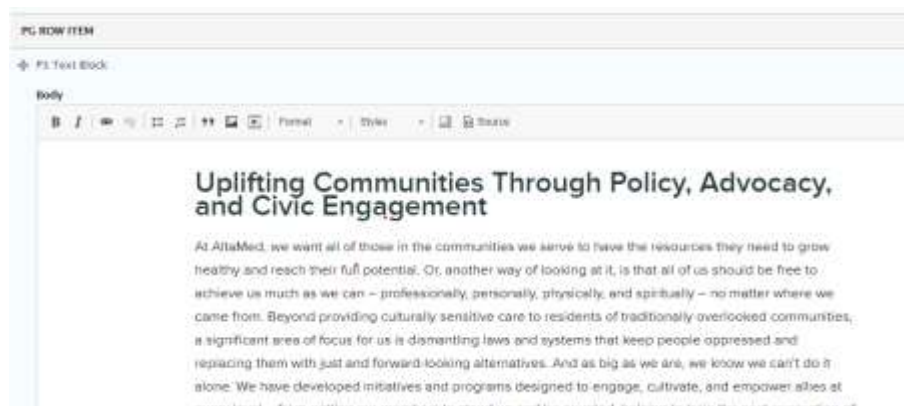 PG ROW ITEM
P1 Text Block
Body
B I Format Styles Source
Uplifting Communities Through Policy, Advocacy,
and Civic Engagement
At AltaMed, we want all of those in the communities we serve to have the resources they need to grow
healthy and reach their full potential. Or, another way of looking at it, is that all of us should be free to
achieve us much as we can – professionally, personally, physically, and spiritually – no matter where we
came from. Beyond providing culturally sensitive care to residents of traditionally overlooked communities,
a significant area of focus for us is dismantling laws and systems that keep people oppressed and
replacing them with just and forward-looking alternatives. And as big as we are, we know we can't do it
alone. We have developed initiatives and programs designed to engage, cultivate, and empower allies at